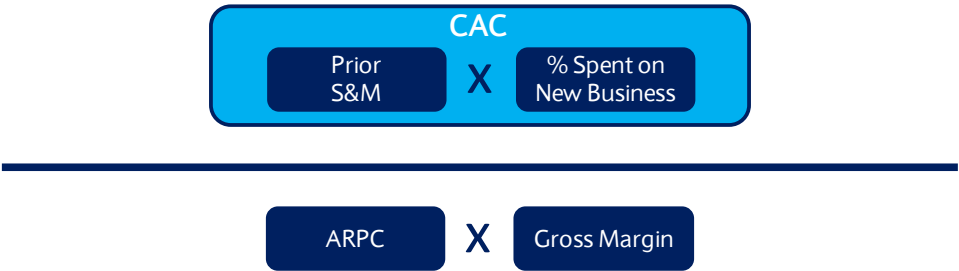 CAC
Prior
S&M
X
% Spent on
New Business
ARPC
X
Gross Margin